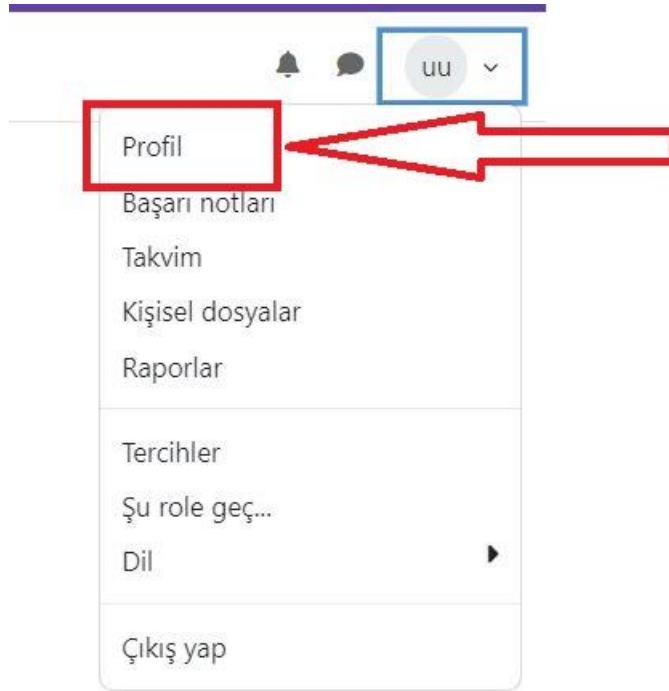 uu
Profil
Başarı notları
Takvim
Kişisel dosyalar
Raporlar
Tercihler
Şu role geç...
Dil
Çıkış yap